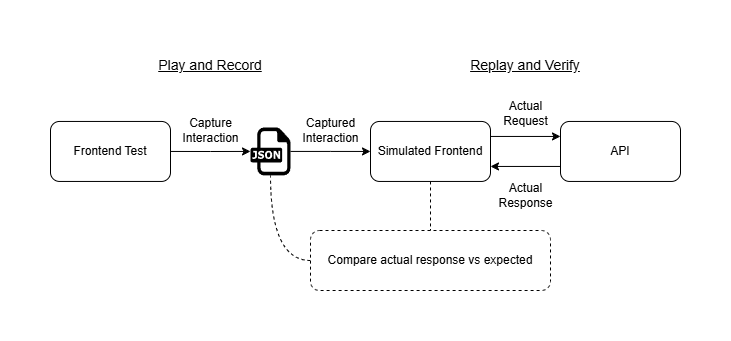 Play and Record
Replay and Verify
Frontend Test
Capture
Interaction
JSON
Captured
Interaction
Simulated Frontend
Actual
Request
API
Actual
Response
Compare actual response vs expected